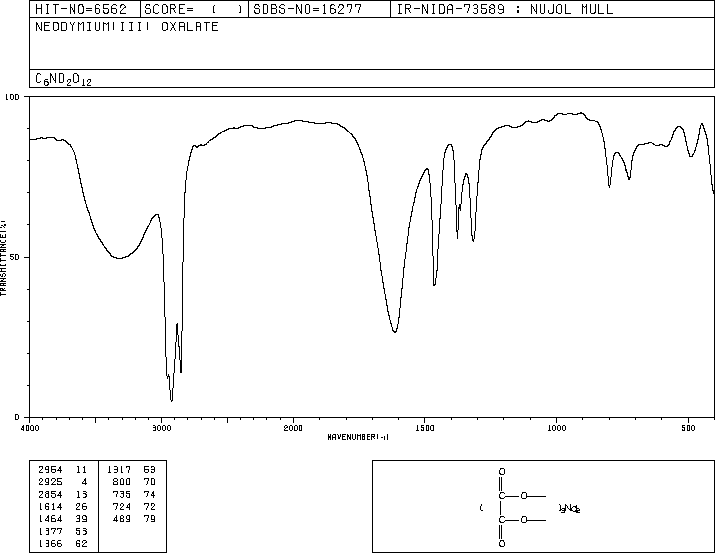 HIT-NO=6562 SCORE= ( ) SDBS-NO=16277 IR-NIDA-73589 : NUJOL MULL
NEODYMIUM(III) OXALATE
C6ND2O12
100
50
0
TRANSMITTANCE(%)
4000 3000 2000 1500 1000 500
WAVENUMBER(-1)
2954 11 1317 53
2925 4 800 70
2854 13 735 74
1614 26 724 72
1464 39 489 79
1377 53
1366 62
O
C O
( )3Nd2
C O
O